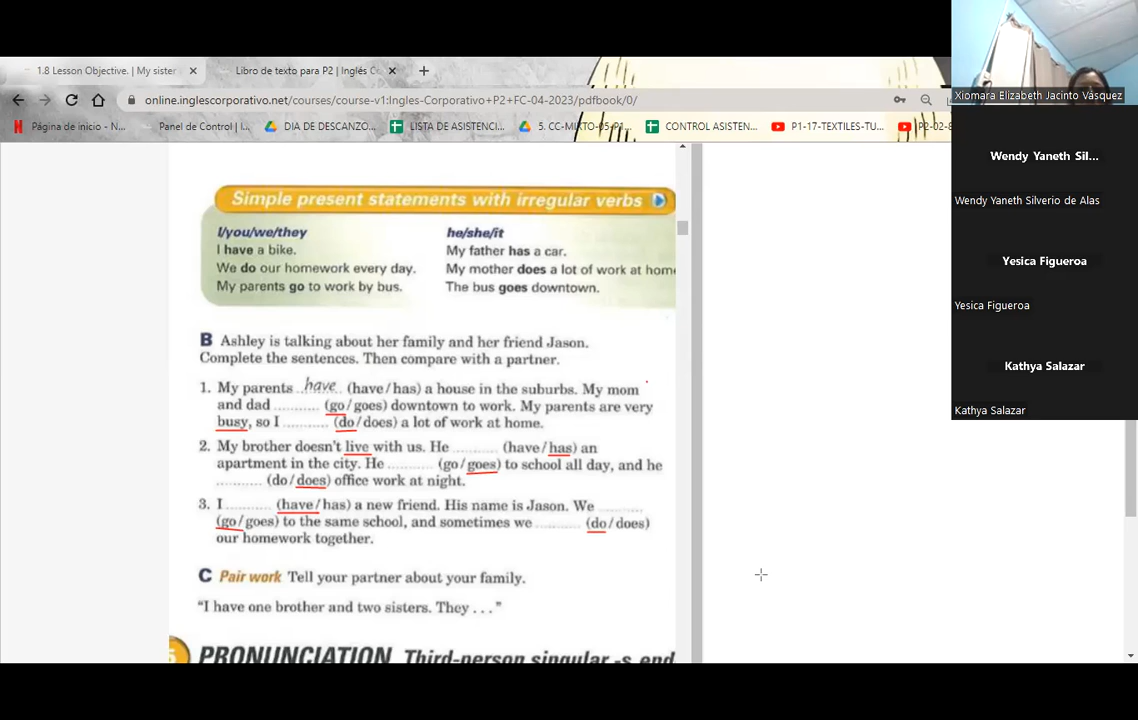 1.8 Lesson Objective. | My sister
Libro de texto para P2 | Inglés C
online.inglescorporativo.net/courses/course-v1:Ingles-Corporativo+P2+FC-04-2023/pdfbook/0/
Página de inicio - N...
Panel de Control | I...
DIA DE DESCANZO...
LISTA DE ASISTENCI...
5. CC-MIXTO-05-P1-...
CONTROL ASISTEN...
P1-17-TEXTILES-TU...
P2-02-8
Simple present statements with irregular verbs
I/you/we/they
I have a bike.
We do our homework every day.
My parents go to work by bus.
he/she/it
My father has a car.
My mother does a lot of work at hom
The bus goes downtown.
B Ashley is talking about her family and her friend Jason.
Complete the sentences. Then compare with a partner.
1. My parents ..have.. (have/has) a house in the suburbs. My mom
and dad .......... (go/goes) downtown to work. My parents are very
busy, so I .......... (do/does) a lot of work at home.
2. My brother doesn't live with us. He .......... (have/has) an
apartment in the city. He .......... (go/goes) to school all day, and he
.......... (do/does) office work at night.
3. I .......... (have/has) a new friend. His name is Jason. We ..........
(go/goes) to the same school, and sometimes we .......... (do/does)
our homework together.
C Pair work Tell your partner about your family.
"I have one brother and two sisters. They . . ."
5 PRONUNCIATION Third-person singular -s end
Xiomara Elizabeth Jacinto Vásquez
Wendy Yaneth Sil...
Wendy Yaneth Silverio de Alas
Yesica Figueroa
Yesica Figueroa
Kathya Salazar
Kathya Salazar